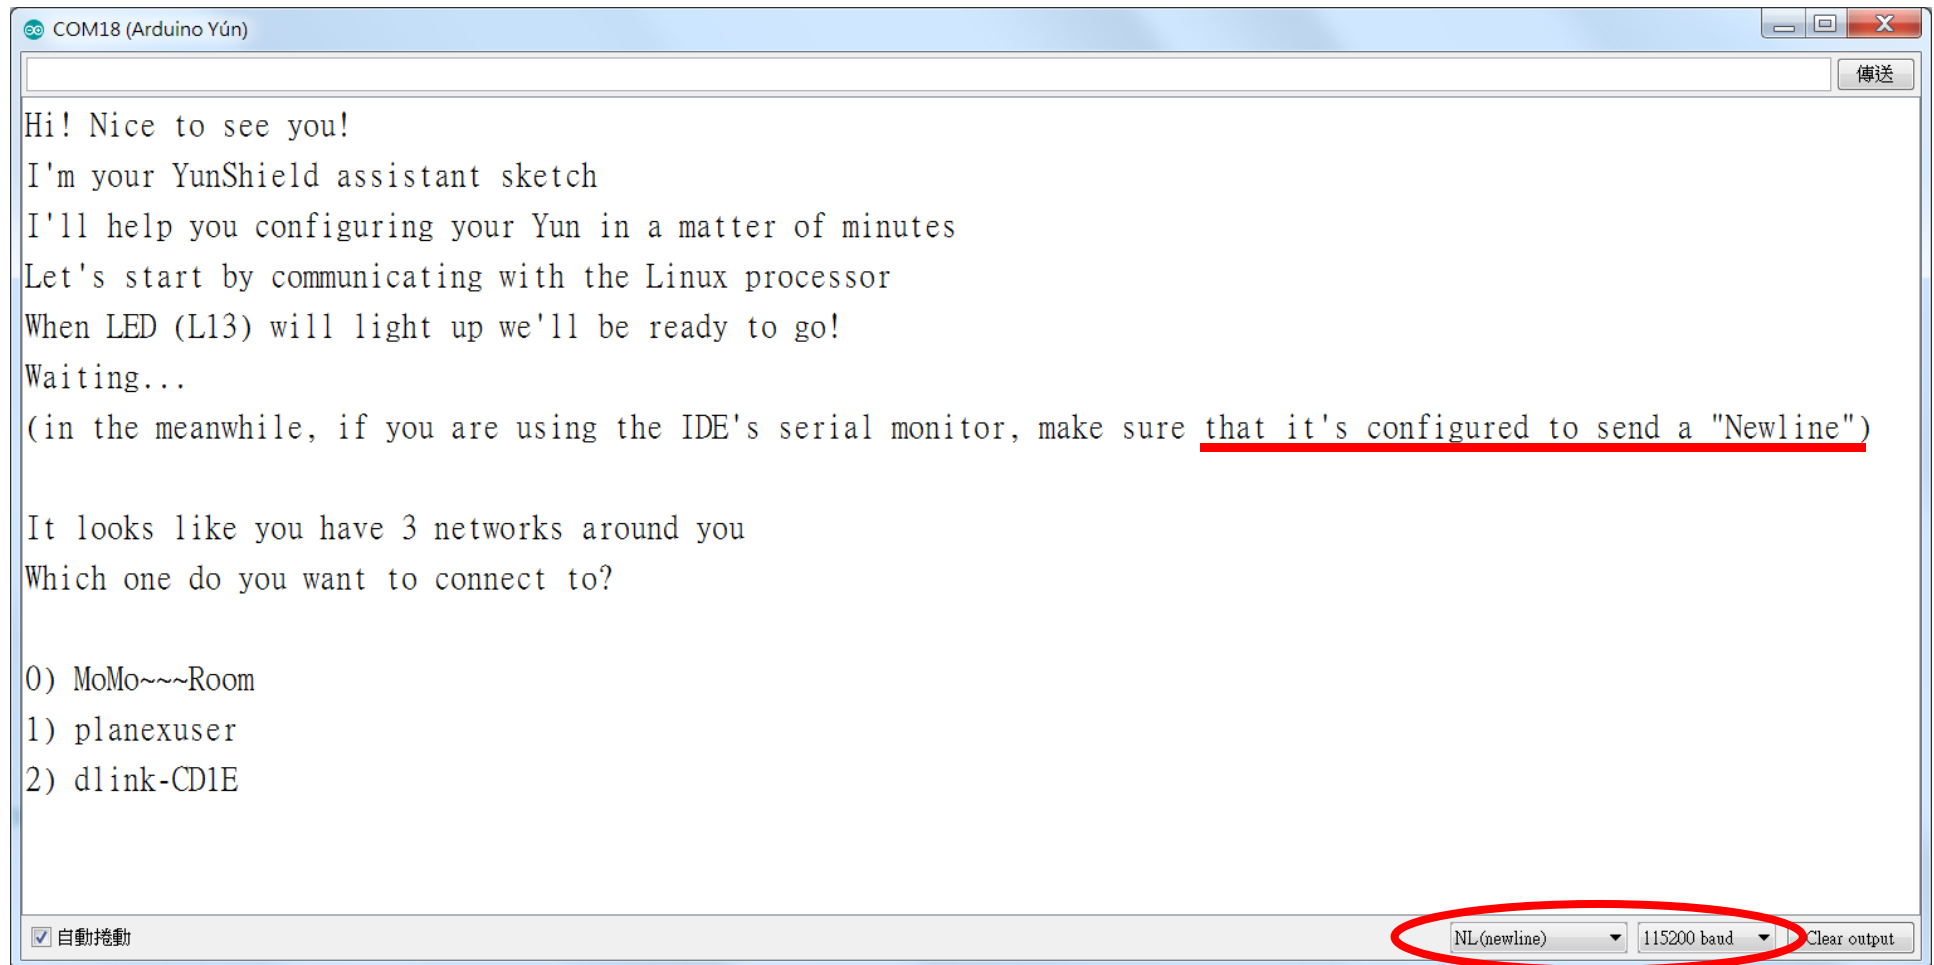 COM18 (Arduino Yún)
傳送
Hi! Nice to see you!
I'm your YunShield assistant sketch
I'll help you configuring your Yun in a matter of minutes
Let's start by communicating with the Linux processor
When LED (L13) will light up we'll be ready to go!
Waiting...
(in the meanwhile, if you are using the IDE's serial monitor, make sure that it's configured to send a "Newline")
It looks like you have 3 networks around you
Which one do you want to connect to?
0) MoMo~~~Room
1) planexuser
2) dlink-CD1E
自動捲動
NL(newline)
115200 baud
Clear output